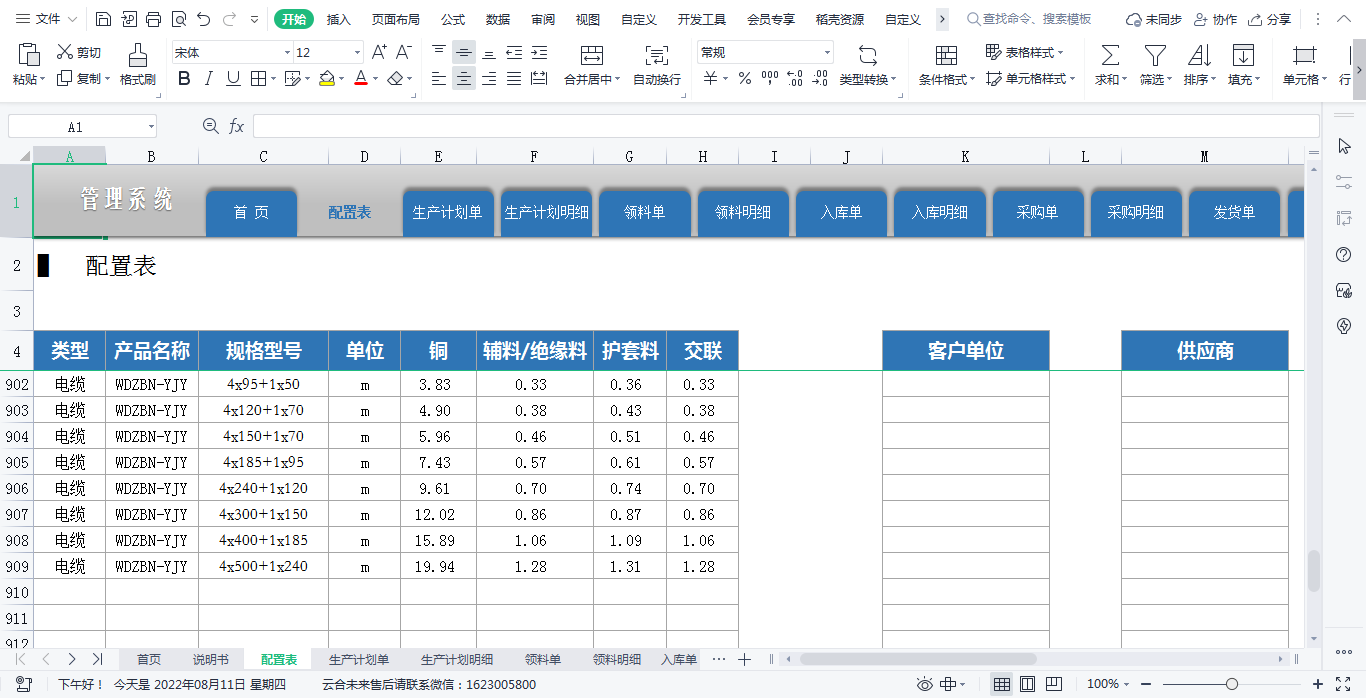 文件 开始 插入 页面布局 公式 数据 审阅 视图 自定义 开发工具 会员专享 稻壳资源 自定义 查找命令、搜索模板 未同步 协作 分享
粘贴 剪切 复制 格式刷 宋体 12 A+ A- B I U A 合并居中 自动换行 常规 ¥ % 类型转换 条件格式 表格样式 单元格样式 求和 筛选 排序 填充 单元格 行
A1 fx
A B C D E F G H I J K L M
1 管理系统 首 页 配置表 生产计划单 生产计划明细 领料单 领料明细 入库单 入库明细 采购单 采购明细 发货单
2 配置表
3
4 类型 产品名称 规格型号 单位 铜 辅料/绝缘料 护套料 交联 客户单位 供应商
902 电缆 WDZBN-YJY 4x95+1x50 m 3.83 0.33 0.36 0.33
903 电缆 WDZBN-YJY 4x120+1x70 m 4.90 0.38 0.43 0.38
904 电缆 WDZBN-YJY 4x150+1x70 m 5.96 0.46 0.51 0.46
905 电缆 WDZBN-YJY 4x185+1x95 m 7.43 0.57 0.61 0.57
906 电缆 WDZBN-YJY 4x240+1x120 m 9.61 0.70 0.74 0.70
907 电缆 WDZBN-YJY 4x300+1x150 m 12.02 0.86 0.87 0.86
908 电缆 WDZBN-YJY 4x400+1x185 m 15.89 1.06 1.09 1.06
909 电缆 WDZBN-YJY 4x500+1x240 m 19.94 1.28 1.31 1.28
910
911
912
首页 说明书 配置表 生产计划单 生产计划明细 领料单 领料明细 入库单 ···
下午好！ 今天是 2022年08月11日 星期四 云合未来售后请联系微信：1623005800 100%